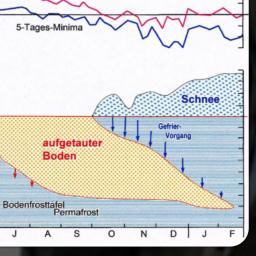 5-Tages-Minima
Schnee
Gefrier-
Vorgang
aufgetauter
Boden
Bodenfrosttafel
Permafrost
J A S O N D J F